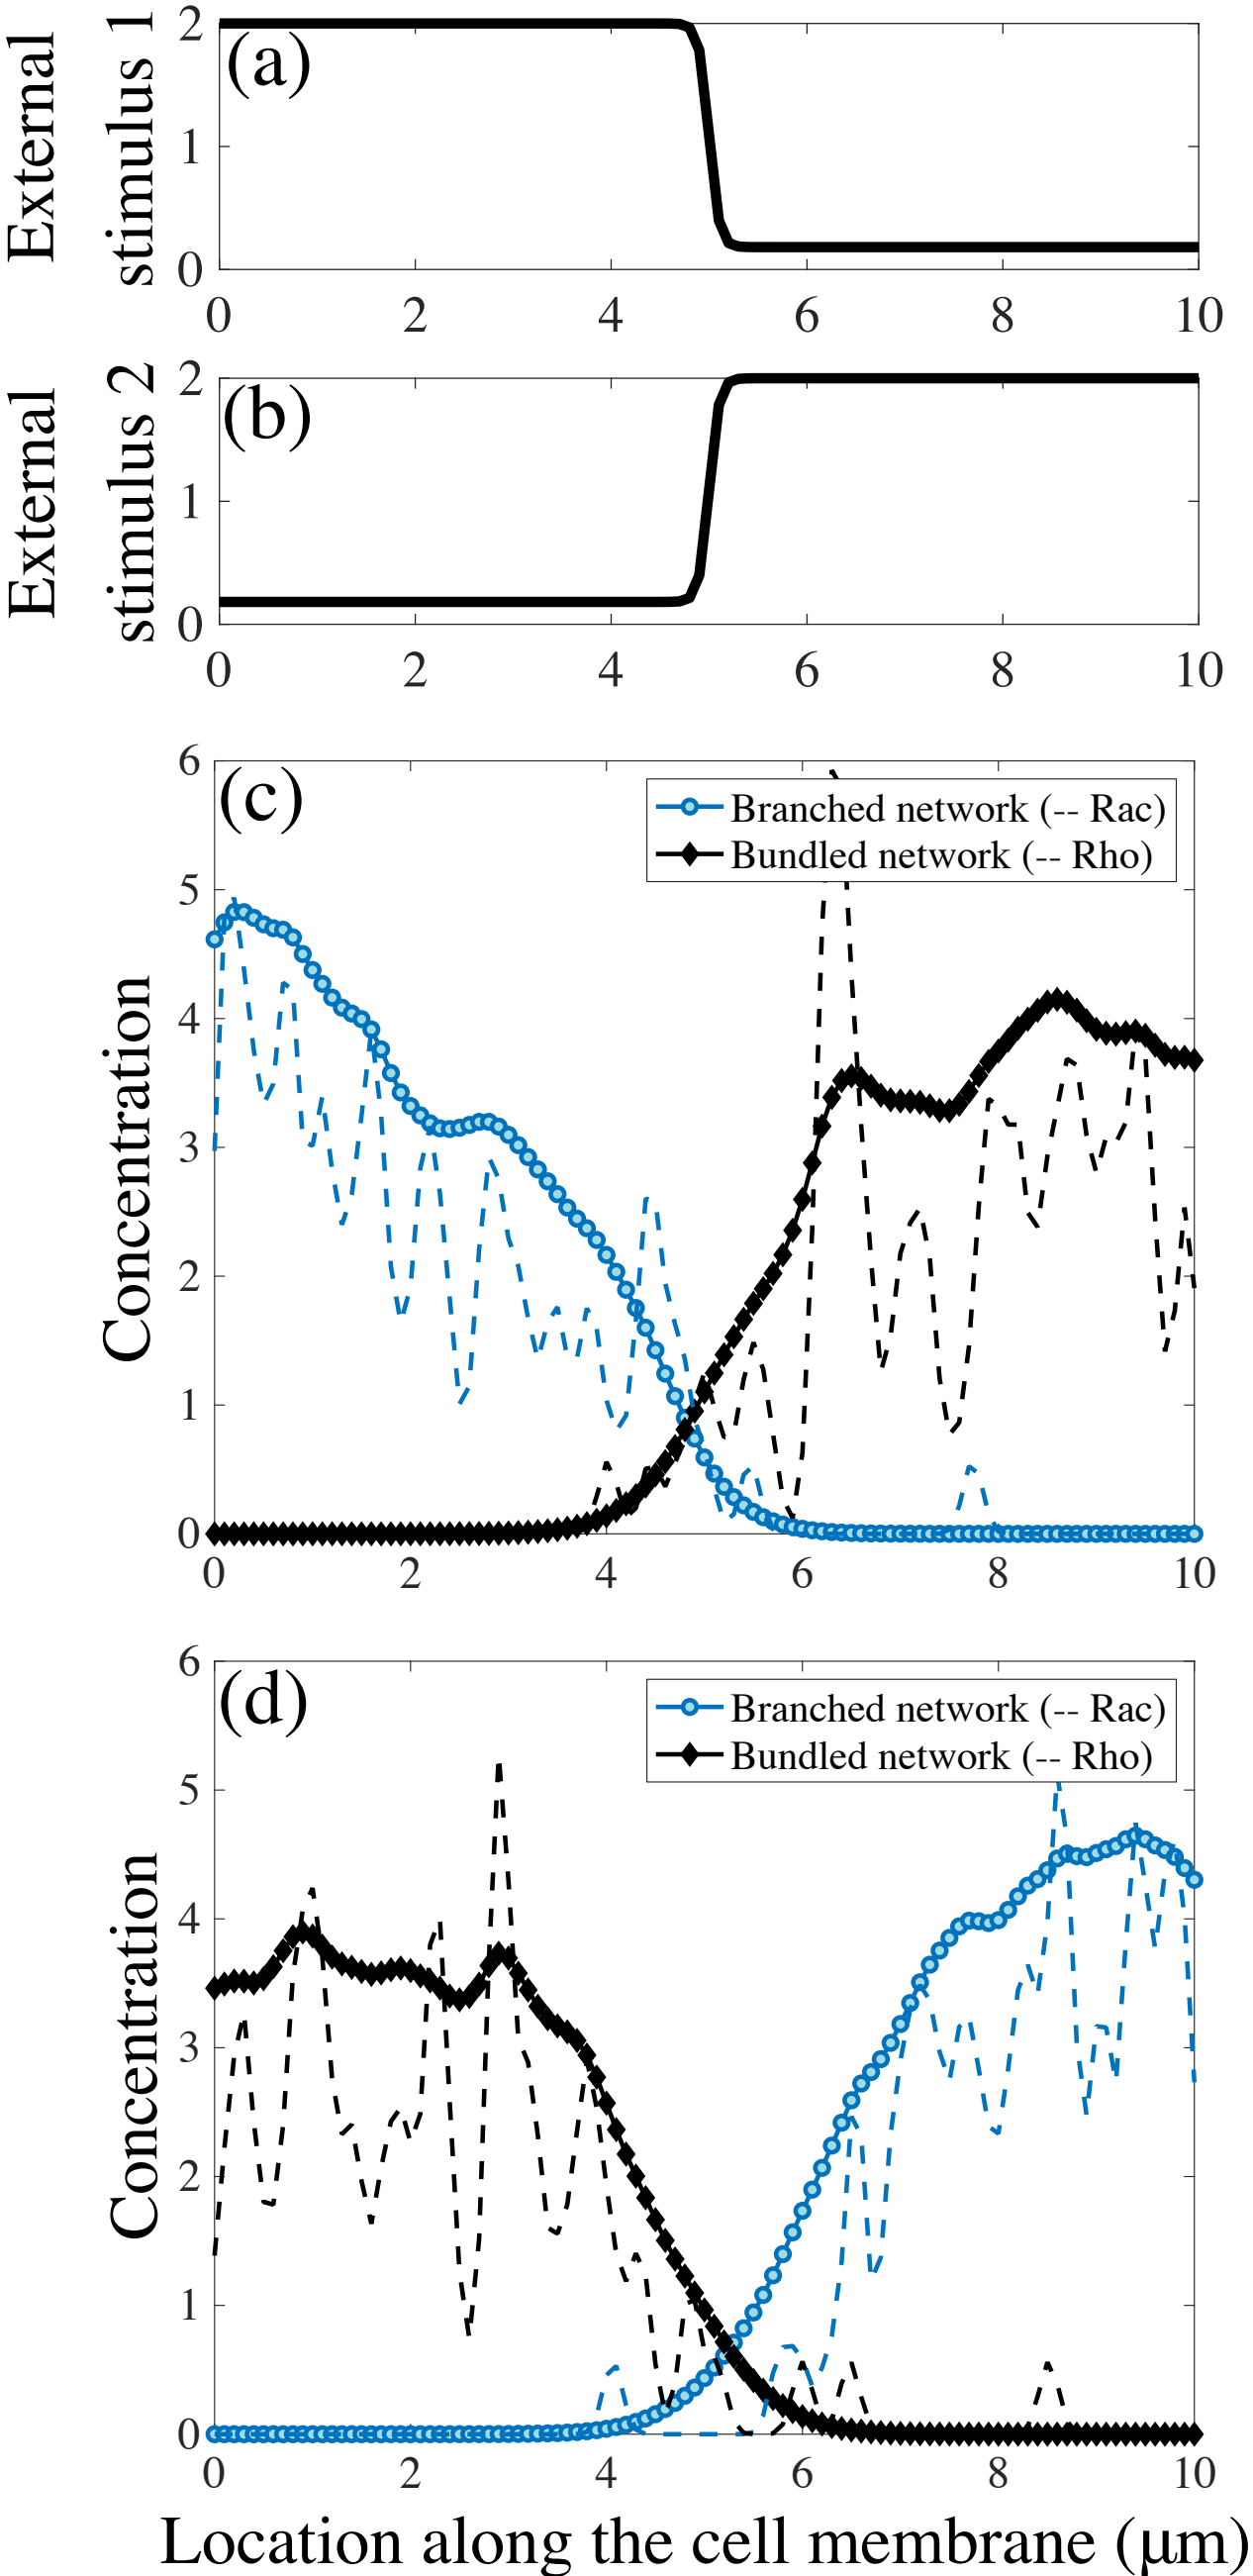 External
stimulus 1
(a)
2
1
0
0 2 4 6 8 10
External
stimulus 2
(b)
2
1
0
0 2 4 6 8 10
Concentration
(c)
6
5
4
3
2
1
0
Branched network (-- Rac)
Bundled network (-- Rho)
0 2 4 6 8 10
Concentration
(d)
6
5
4
3
2
1
0
Branched network (-- Rac)
Bundled network (-- Rho)
0 2 4 6 8 10
Location along the cell membrane (μm)